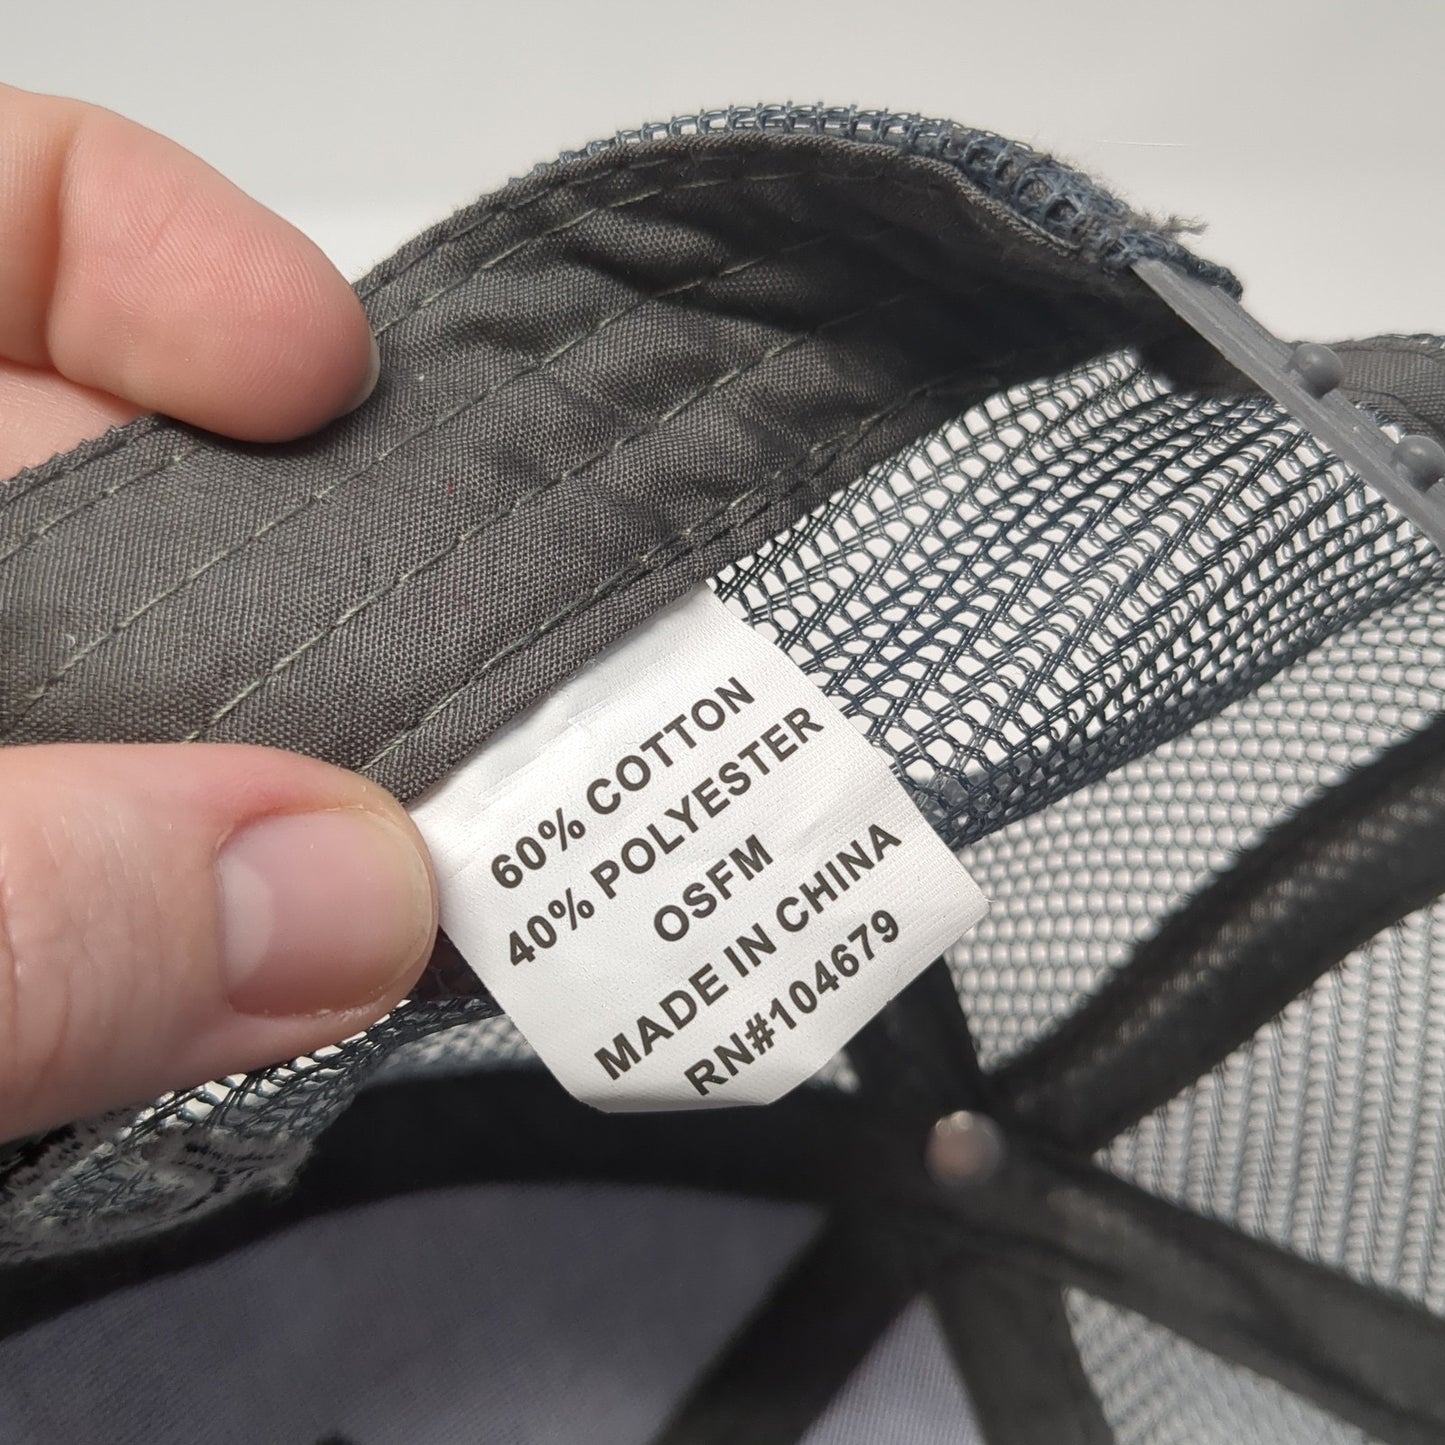 60% COTTON
40% POLYESTER
OSFM
MADE IN CHINA
RN#104679